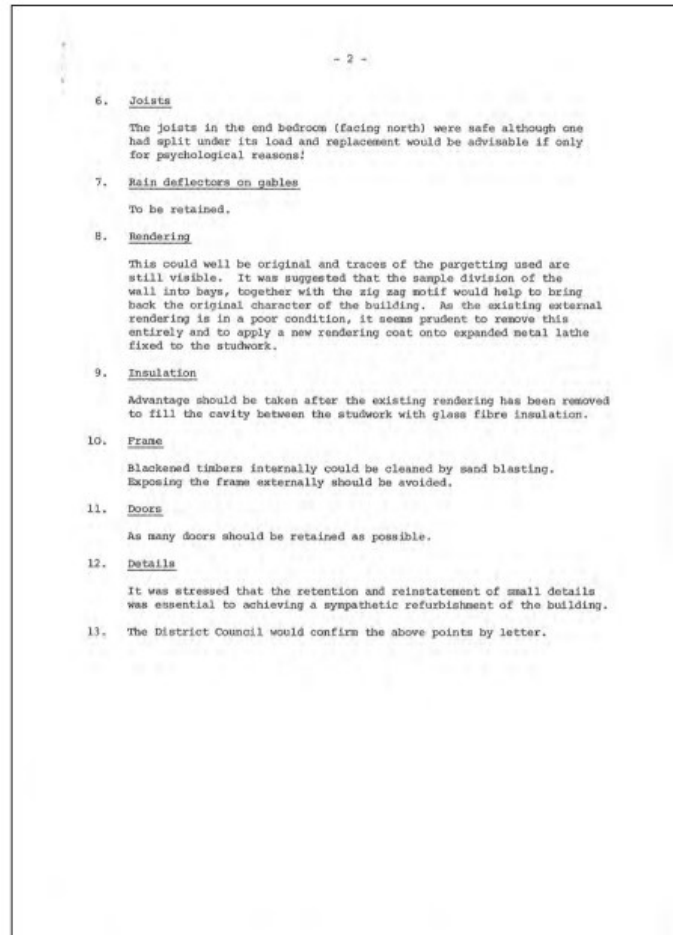 - 2 -
6. Joists
The joists in the end bedroom (facing north) were safe although one
had split under its load and replacement would be advisable if only
for psychological reasons!
7. Rain deflectors on gables
To be retained.
8. Rendering
This could well be original and traces of the pargetting used are
still visible. It was suggested that the sample division of the
wall into bays, together with the zig zag motif would help to bring
back the original character of the building. As the existing external
rendering is in a poor condition, it seems prudent to remove this
entirely and to apply a new rendering coat onto expanded metal lathe
fixed to the studwork.
9. Insulation
Advantage should be taken after the existing rendering has been removed
to fill the cavity between the studwork with glass fibre insulation.
10. Frame
Blackened timbers internally could be cleaned by sand blasting.
Exposing the frame externally should be avoided.
11. Doors
As many doors should be retained as possible.
12. Details
It was stressed that the retention and reinstatement of small details
was essential to achieving a sympathetic refurbishment of the building.
13. The District Council would confirm the above points by letter.